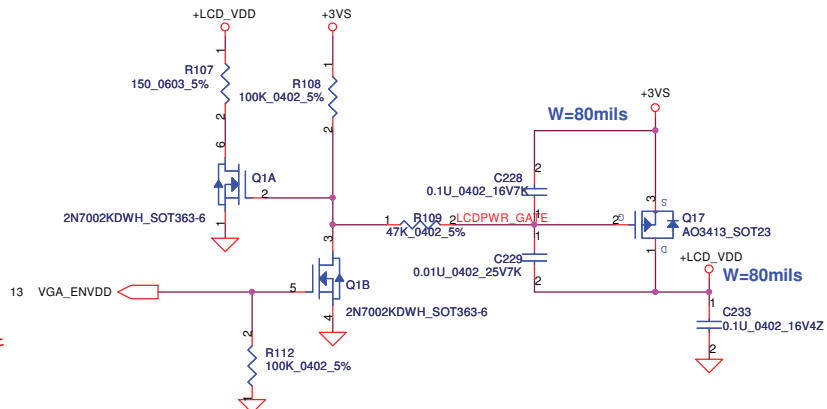 +LCD_VDD
+3VS
1
R107
150_0603_5%
2
1
R108
100K_0402_5%
2
6
Q1A
2
1
2N7002KDWH_SOT363-6
+3VS
W=80mils
2
C228
0.1U_0402_16V7K
1
1
R109
2
LCDPWR_GATE
47K_0402_5%
1
C229
0.01U_0402_25V7K
2
3
S
2
G
Q17
AO3413_SOT23
1
D
+LCD_VDD
W=80mils
1
C233
0.1U_0402_16V4Z
2
3
Q1B
5
4
2N7002KDWH_SOT363-6
13
VGA_ENVDD
2
R112
100K_0402_5%
1